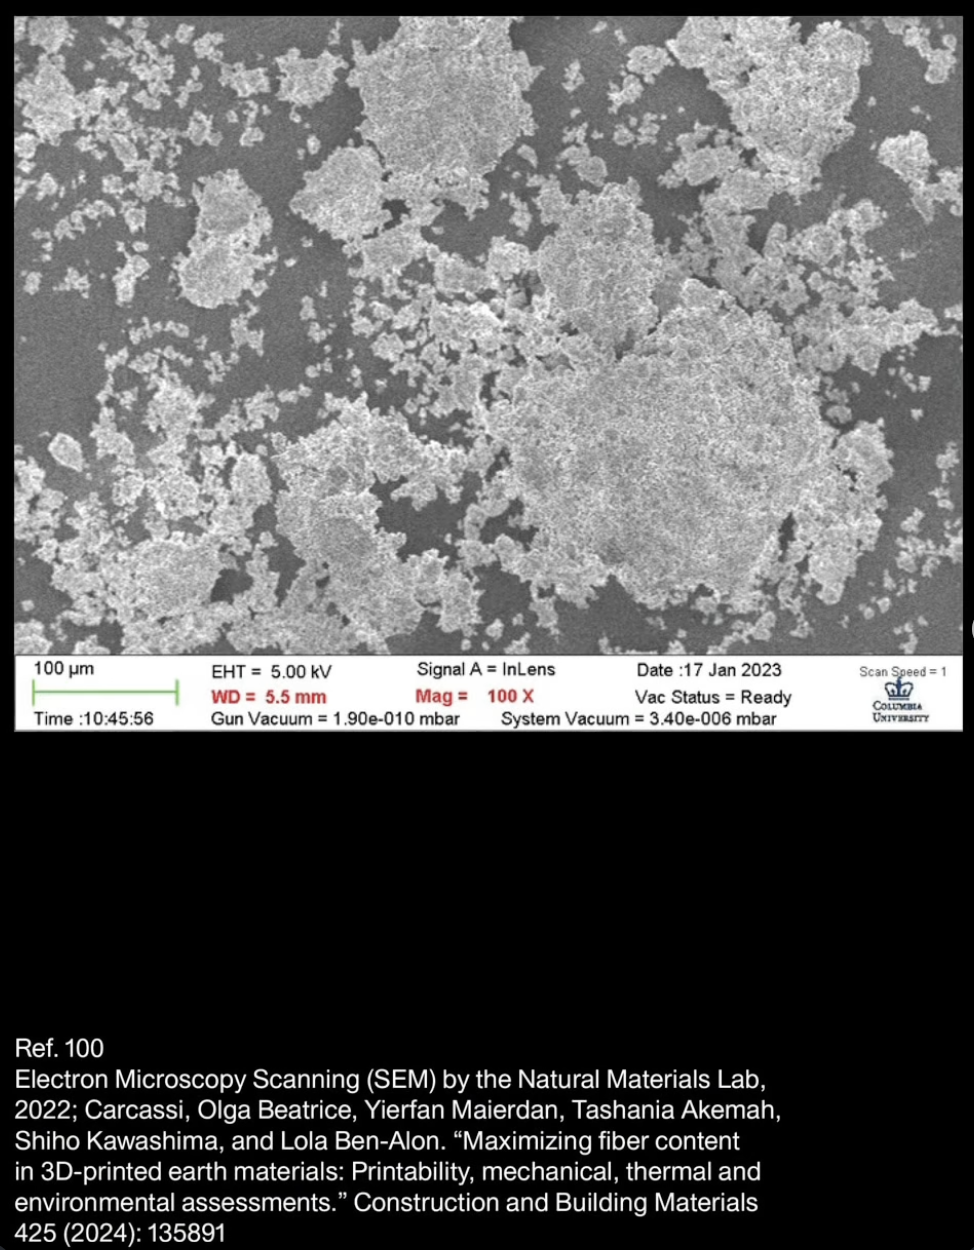 100 µm
EHT = 5.00 kV
Signal A = InLens
Date :17 Jan 2023
Scan Speed = 1
WD = 5.5 mm
Mag = 100 X
Vac Status = Ready
COLUMBIA
UNIVERSITY
Time :10:45:56
Gun Vacuum = 1.90e-010 mbar
System Vacuum = 3.40e-006 mbar
Ref. 100
Electron Microscopy Scanning (SEM) by the Natural Materials Lab,
2022; Carcassi, Olga Beatrice, Yierfan Maierdan, Tashania Akemah,
Shiho Kawashima, and Lola Ben-Alon. “Maximizing fiber content
in 3D-printed earth materials: Printability, mechanical, thermal and
environmental assessments.” Construction and Building Materials
425 (2024): 135891